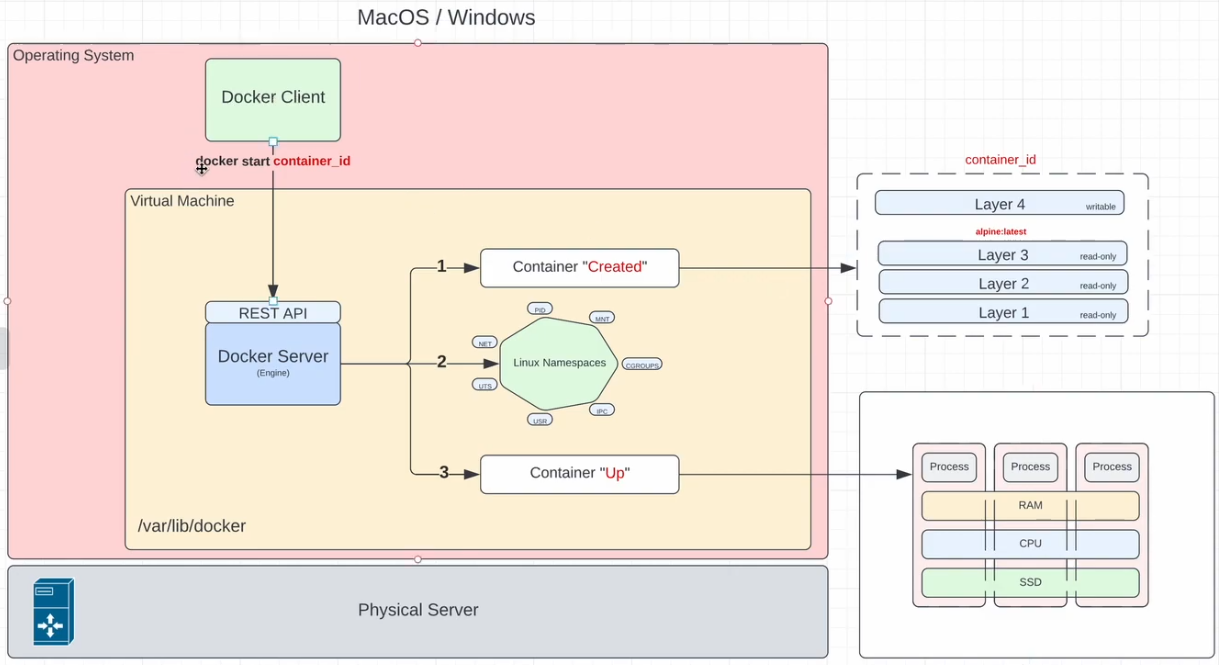 MacOS / Windows
Operating System
Docker Client
docker start container_id
Virtual Machine
REST API
Docker Server
(Engine)
1
Container "Created"
2
Linux Namespaces
PID
MNT
NET
CGROUPS
UTS
IPC
USR
3
Container "Up"
/var/lib/docker
Physical Server
container_id
Layer 4 writable
alpine:latest
Layer 3 read-only
Layer 2 read-only
Layer 1 read-only
Process Process Process
RAM
CPU
SSD